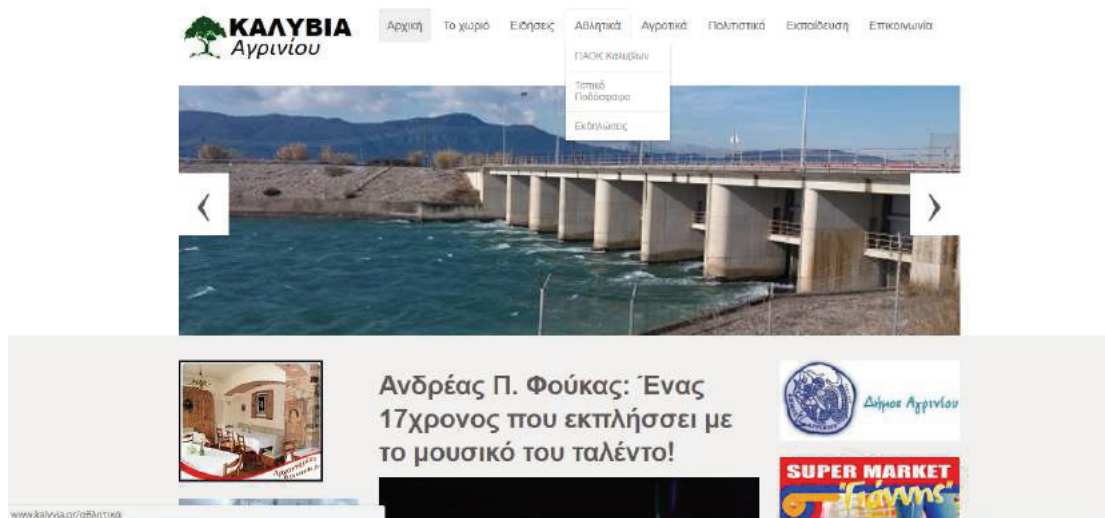 ΚΑΛΥΒΙΑ
Αγρινίου
Αρχική Το χωριό Ειδήσεις Αθλητικά Αγροτικά Πολιτιστικά Εκπαίδευση Επικοινωνία
ΠΑΟΚ Καλυβίων
Τοπικό
Ποδόσφαιρο
Εκδηλώσεις
Ανδρέας Π. Φούκας: Ένας
17χρονος που εκπλήσσει με
το μουσικό του ταλέντο!
Δήμος Αγρινίου
SUPER MARKET
"Γιάννης"
www.kalyvia.gr/αθλητικά